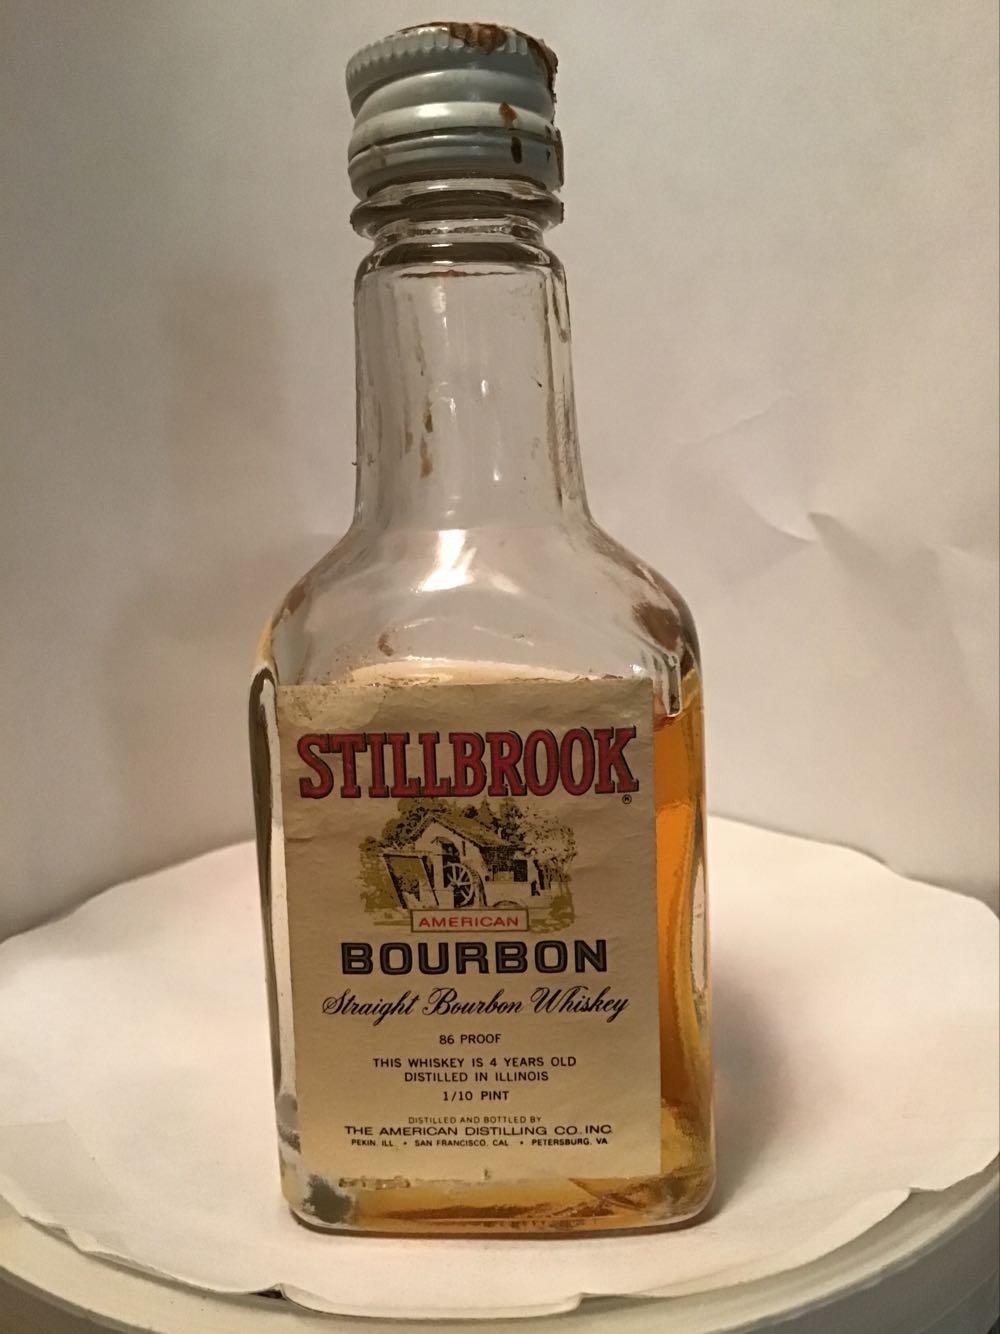 STILLBROOK
®
AMERICAN
BOURBON
Straight Bourbon Whiskey
86 PROOF
THIS WHISKEY IS 4 YEARS OLD
DISTILLED IN ILLINOIS
1/10 PINT
DISTILLED AND BOTTLED BY
THE AMERICAN DISTILLING CO. INC.
PEKIN, ILL. • SAN FRANCISCO, CAL • PETERSBURG, VA